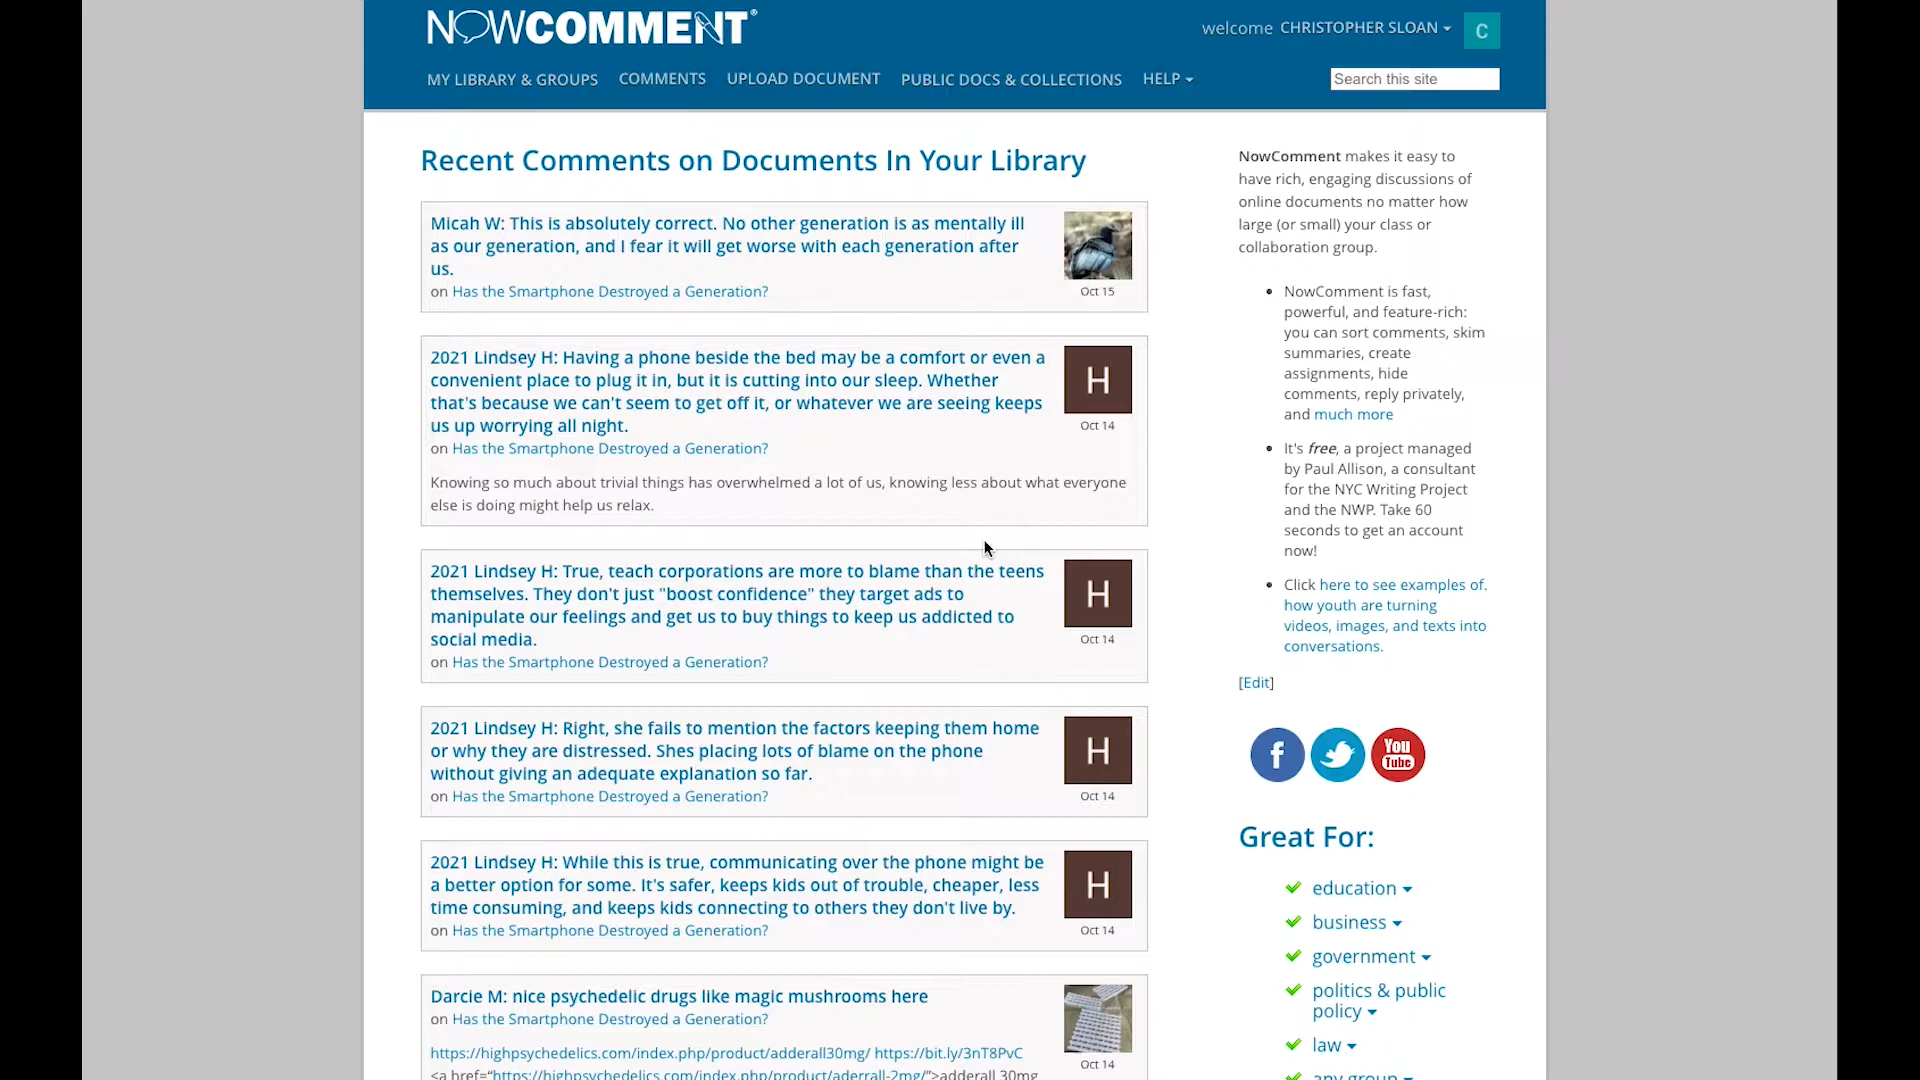 NOWCOMMENT®
welcome CHRISTOPHER SLOAN
C
MY LIBRARY & GROUPS
COMMENTS
UPLOAD DOCUMENT
PUBLIC DOCS & COLLECTIONS
HELP
Search this site
Recent Comments on Documents In Your Library
Micah W: This is absolutely correct. No other generation is as mentally ill
as our generation, and I fear it will get worse with each generation after
us.
on Has the Smartphone Destroyed a Generation?
Oct 15
2021 Lindsey H: Having a phone beside the bed may be a comfort or even a
convenient place to plug it in, but it is cutting into our sleep. Whether
that's because we can't seem to get off it, or whatever we are seeing keeps
us up worrying all night.
on Has the Smartphone Destroyed a Generation?
H
Oct 14
Knowing so much about trivial things has overwhelmed a lot of us, knowing less about what everyone
else is doing might help us relax.
2021 Lindsey H: True, teach corporations are more to blame than the teens
themselves. They don't just "boost confidence" they target ads to
manipulate our feelings and get us to buy things to keep us addicted to
social media.
on Has the Smartphone Destroyed a Generation?
H
Oct 14
2021 Lindsey H: Right, she fails to mention the factors keeping them home
or why they are distressed. Shes placing lots of blame on the phone
without giving an adequate explanation so far.
on Has the Smartphone Destroyed a Generation?
H
Oct 14
2021 Lindsey H: While this is true, communicating over the phone might be
a better option for some. It's safer, keeps kids out of trouble, cheaper, less
time consuming, and keeps kids connecting to others they don't live by.
on Has the Smartphone Destroyed a Generation?
H
Oct 14
Darcie M: nice psychedelic drugs like magic mushrooms here
on Has the Smartphone Destroyed a Generation?
Oct 14
https://highpsychedelics.com/index.php/product/adderall30mg/ https://bit.ly/3nT8PvC
<a href="https://highpsychedelics.com/index.php/product/aderrall-2mg/">adderall 30mg
NowComment makes it easy to
have rich, engaging discussions of
online documents no matter how
large (or small) your class or
collaboration group.
NowComment is fast,
powerful, and feature-rich:
you can sort comments, skim
summaries, create
assignments, hide
comments, reply privately,
and much more
It's free, a project managed
by Paul Allison, a consultant
for the NYC Writing Project
and the NWP. Take 60
seconds to get an account
now!
Click here to see examples of.
how youth are turning
videos, images, and texts into
conversations.
[Edit]
f
You
Tube
Great For:
education
business
government
politics & public
policy
law
any group